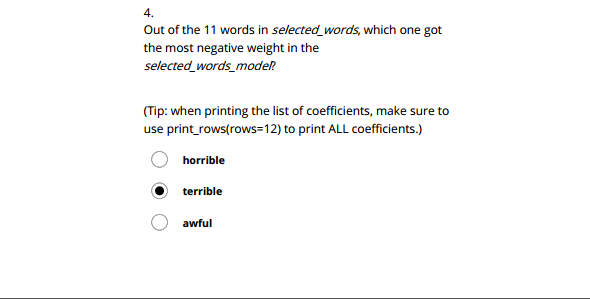 4.
Out of the 11 words in selected_words, which one got
the most negative weight in the
selected_words_model?
(Tip: when printing the list of coefficients, make sure to
use print_rows(rows=12) to print ALL coefficients.)
horrible
terrible
awful